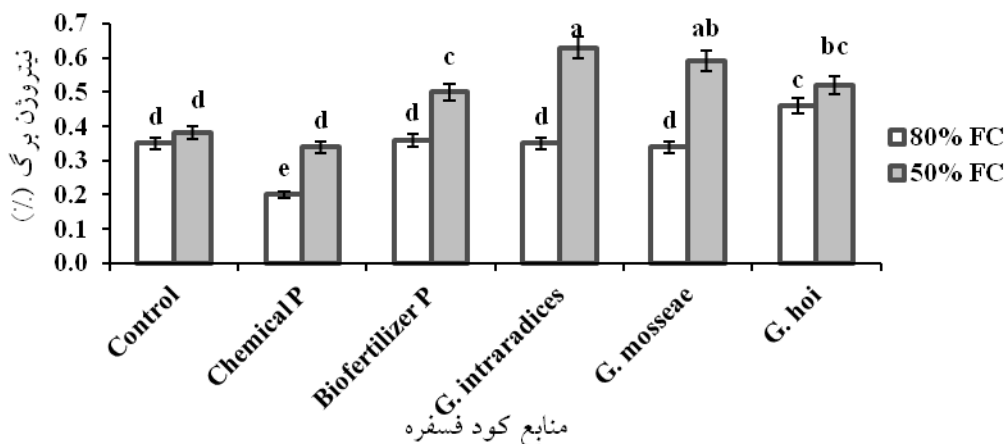 نیتروژن برگ (٪)
0.7
0.6
0.5
0.4
0.3
0.2
0.1
0.0
d d
e d
d c
d a
d ab
c bc
80% FC
50% FC
Control
Chemical P
Biofertilizer P
G. intraradices
G. mosseae
G. hoi
منابع کود فسفره